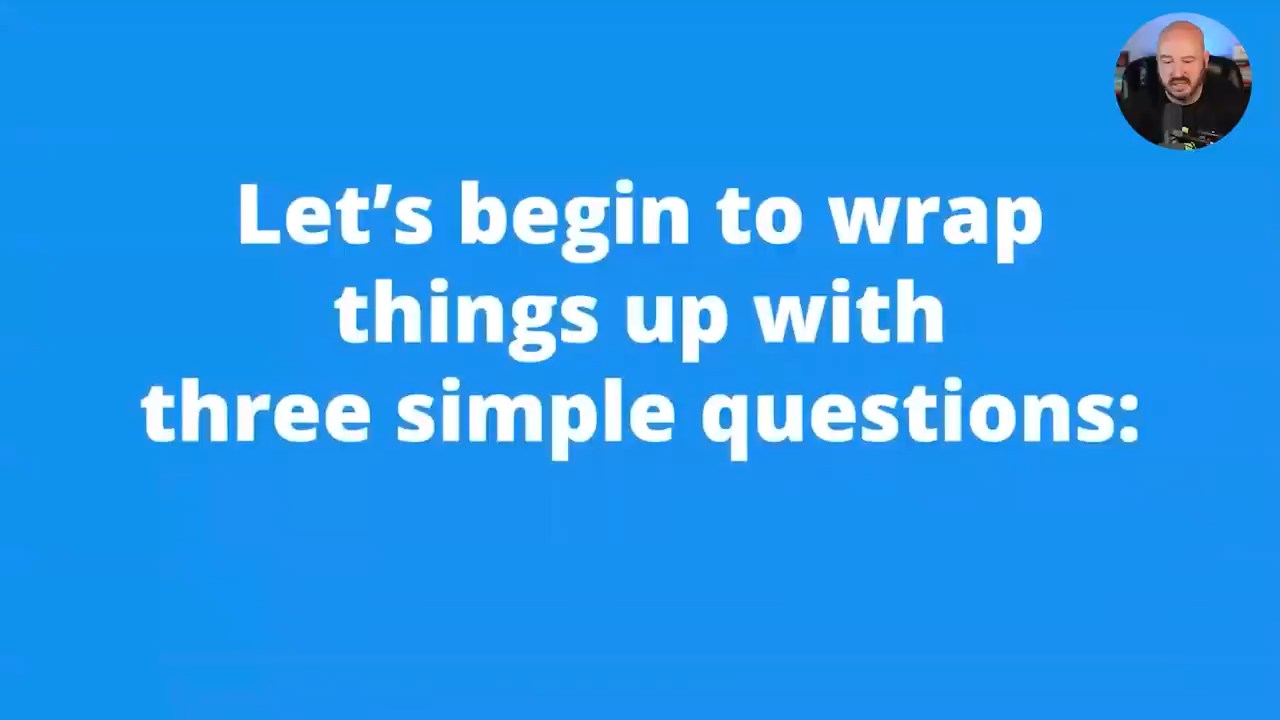 Let’s begin to wrap
things up with
three simple questions: